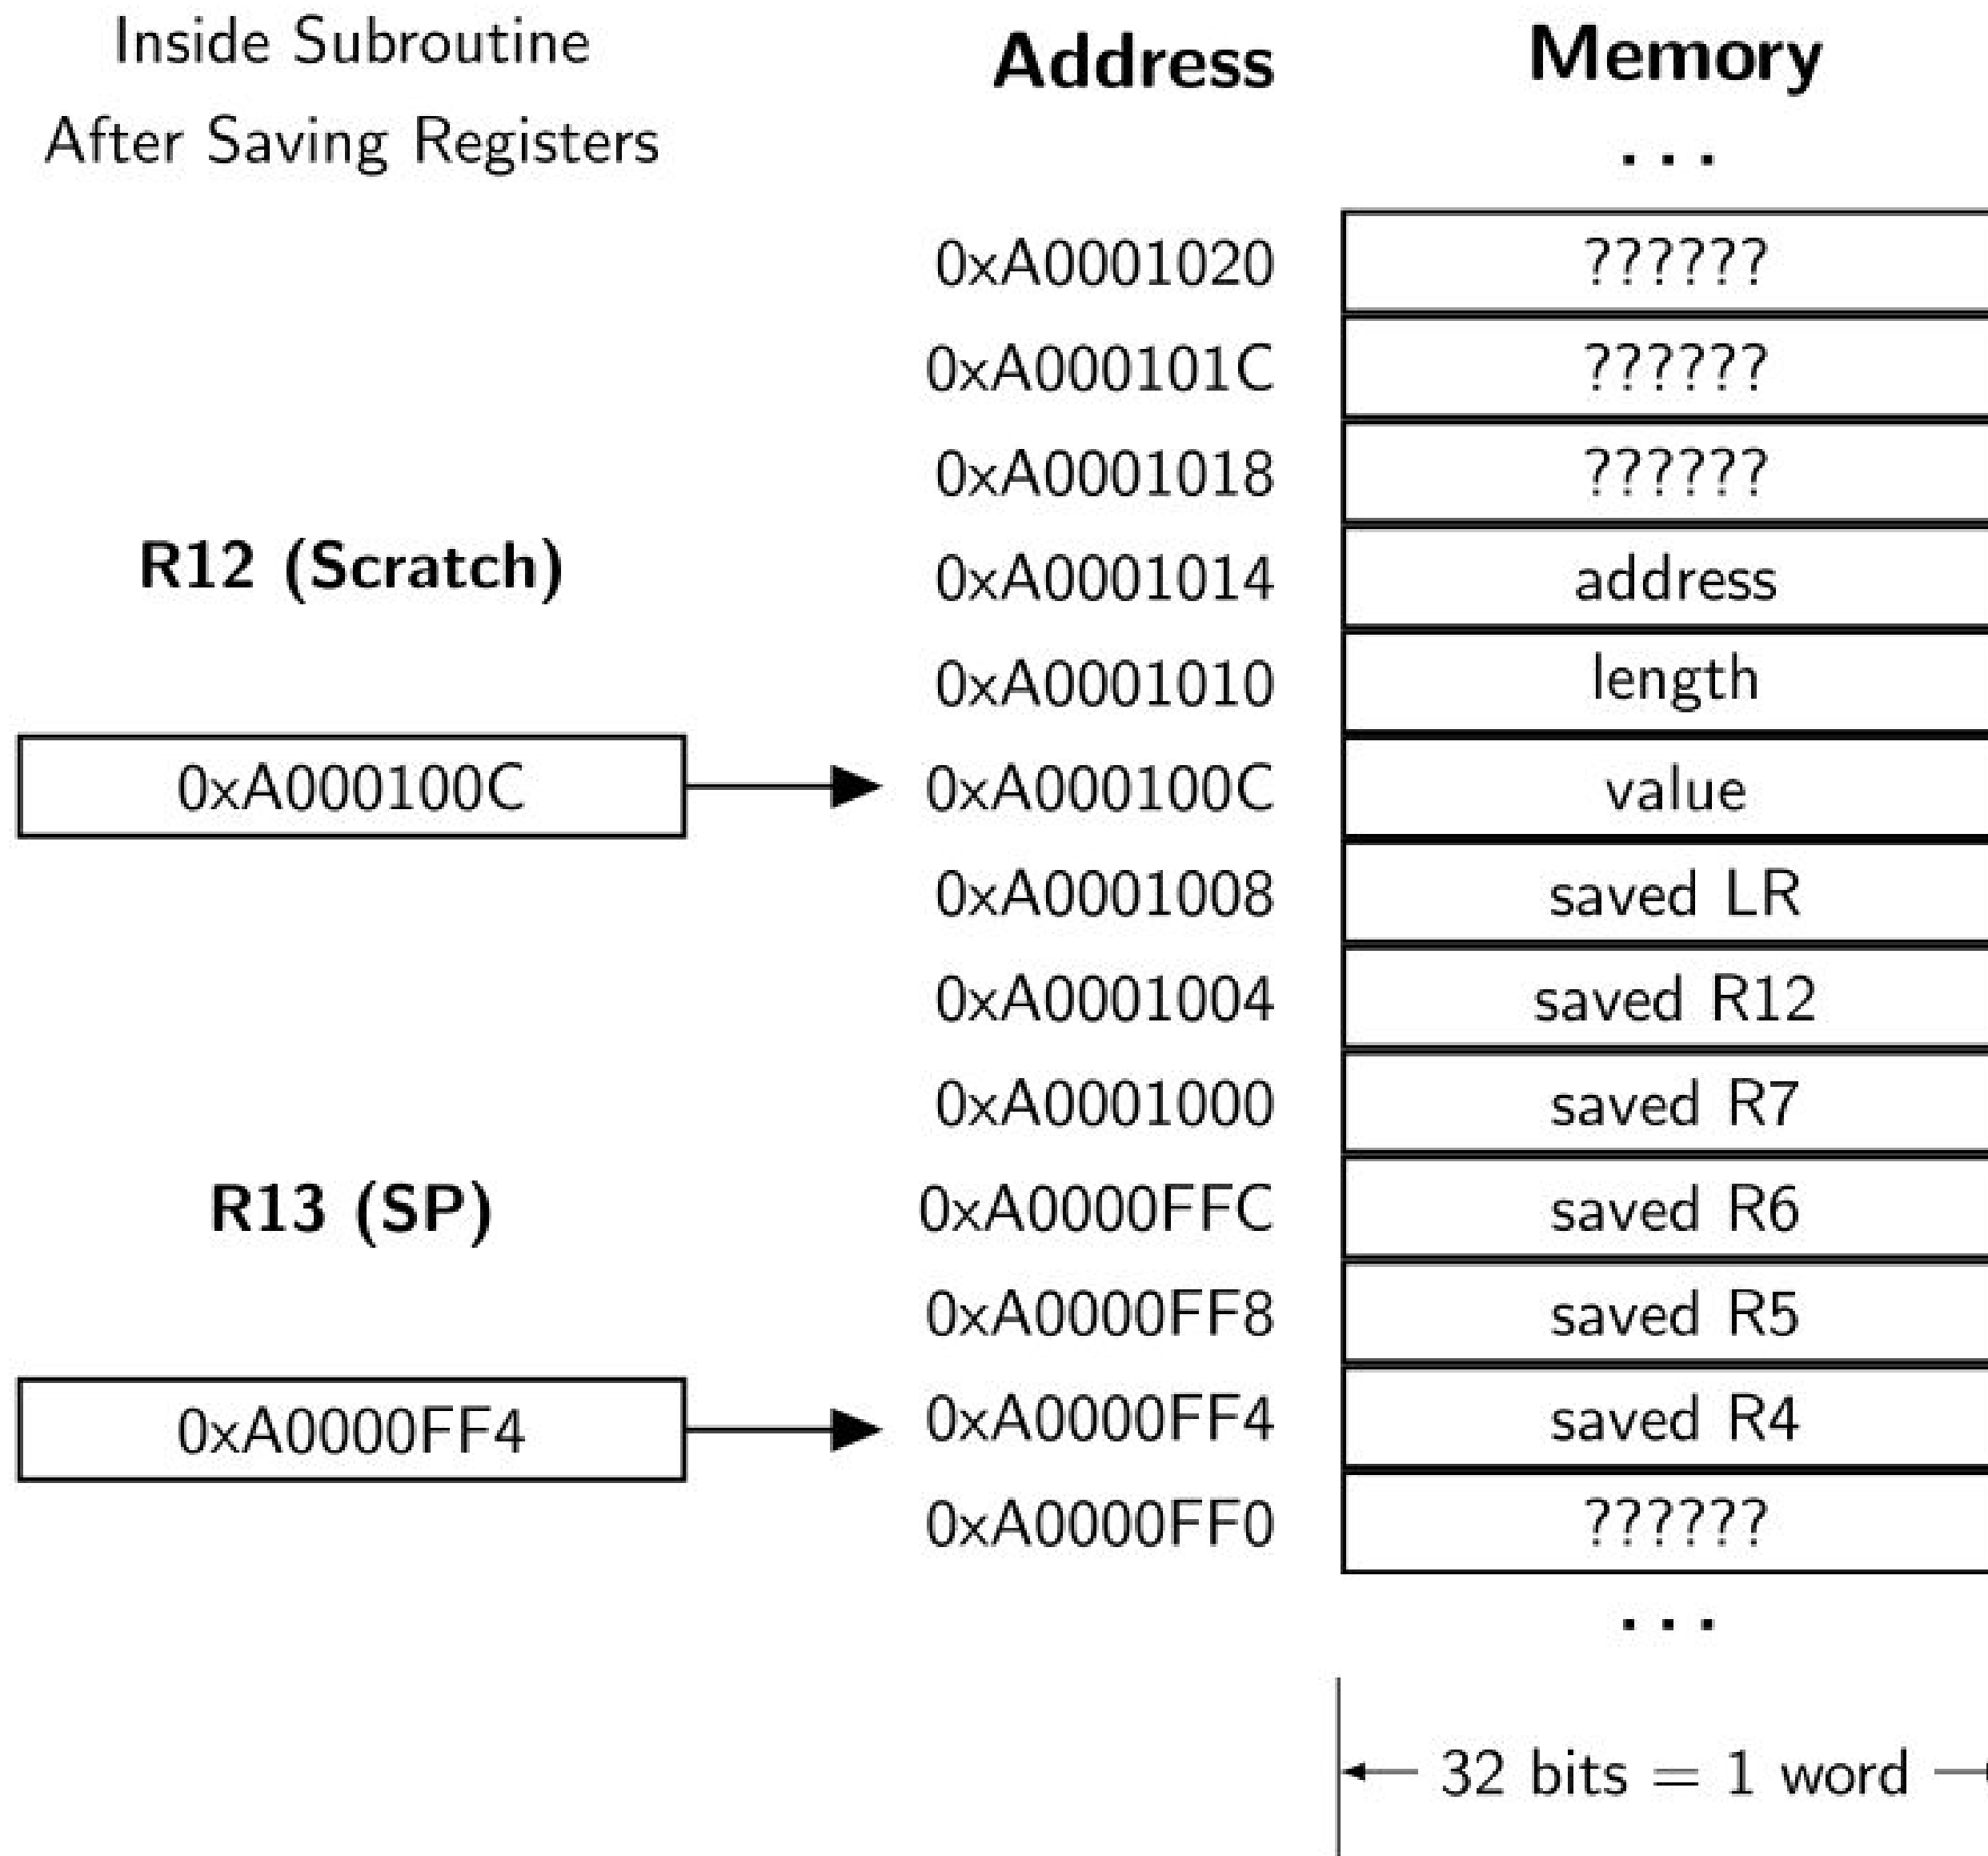 Inside Subroutine
After Saving Registers
Address Memory
...
0xA0001020 ??????
0xA000101C ??????
0xA0001018 ??????
R12 (Scratch)
0xA0001014 address
0xA0001010 length
0xA000100C 0xA000100C value
0xA0001008 saved LR
0xA0001004 saved R12
0xA0001000 saved R7
R13 (SP)
0xA0000FFC saved R6
0xA0000FF8 saved R5
0xA0000FF4 0xA0000FF4 saved R4
0xA0000FF0 ??????
...
32 bits = 1 word